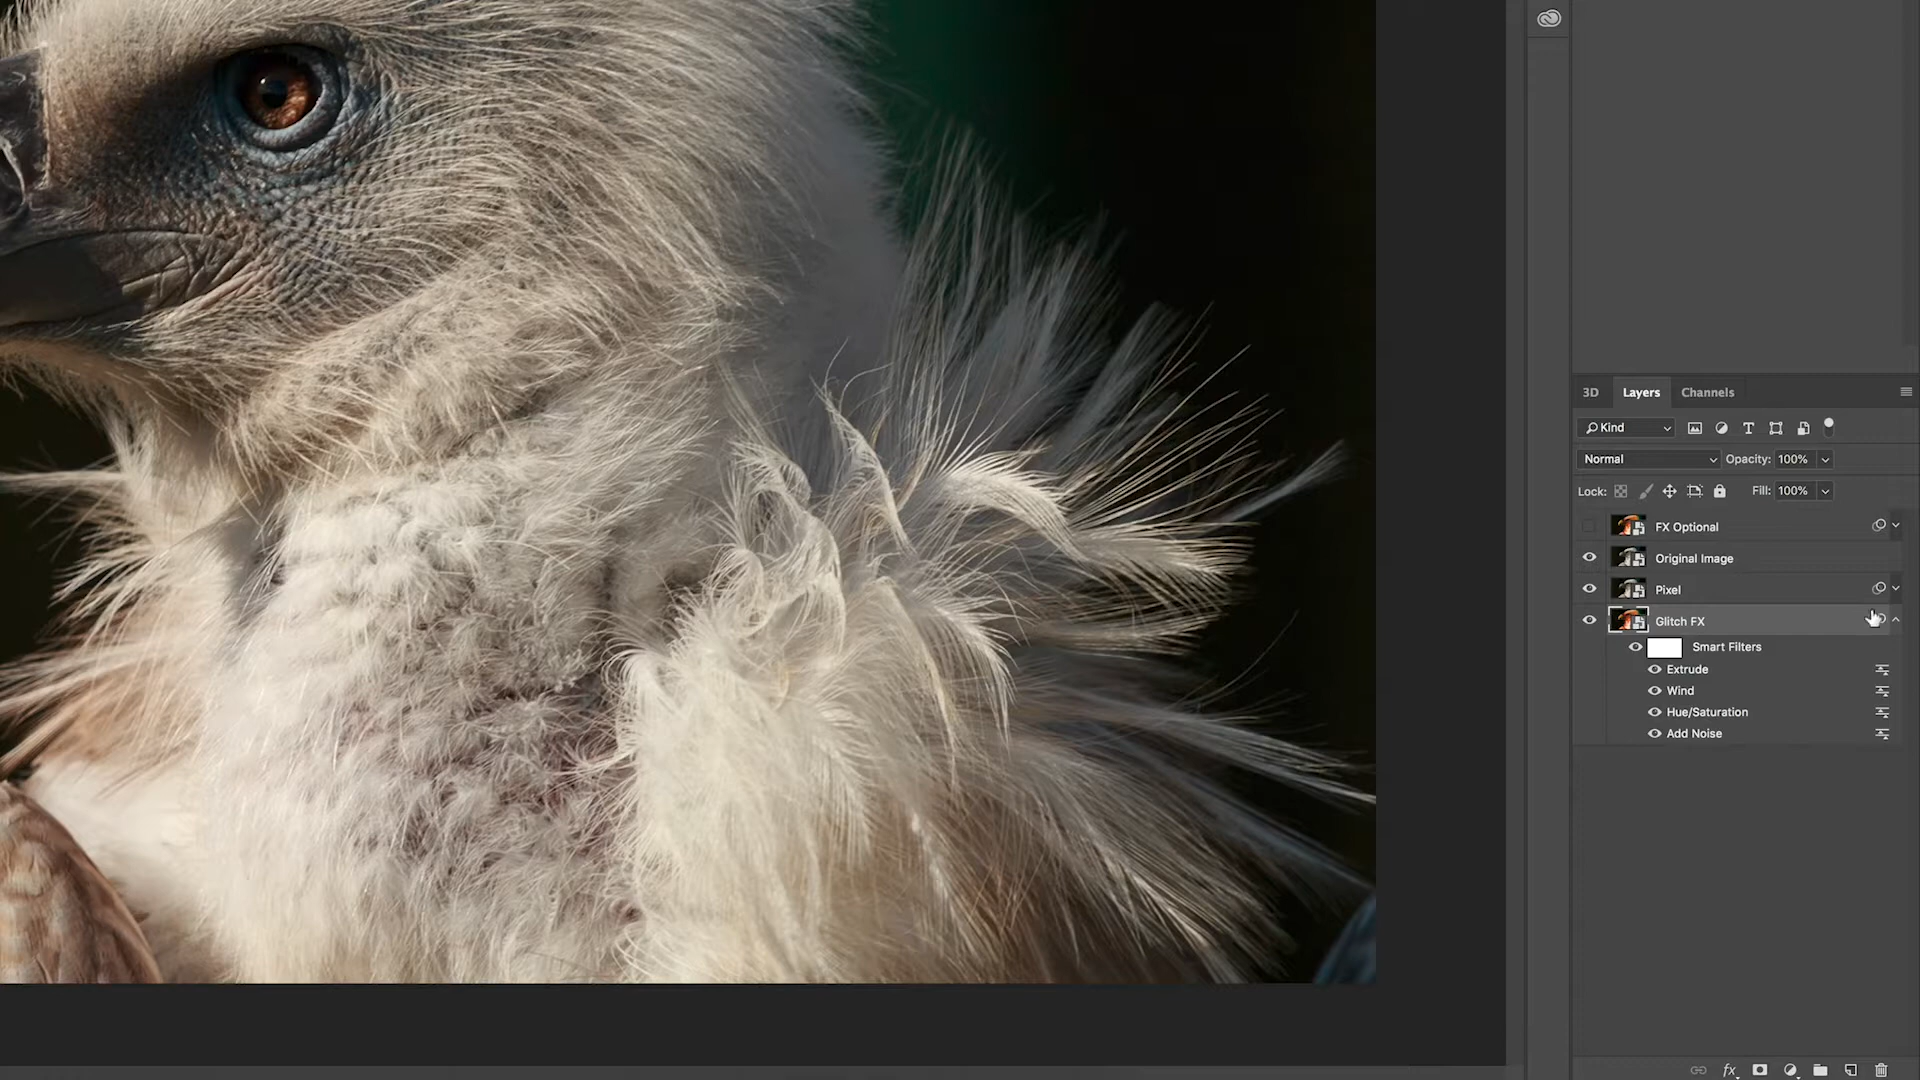 3D Layers Channels
Kind
Normal Opacity: 100%
Lock: Fill: 100%
FX Optional
Original Image
Pixel
Glitch FX
Smart Filters
Extrude
Wind
Hue/Saturation
Add Noise
fx